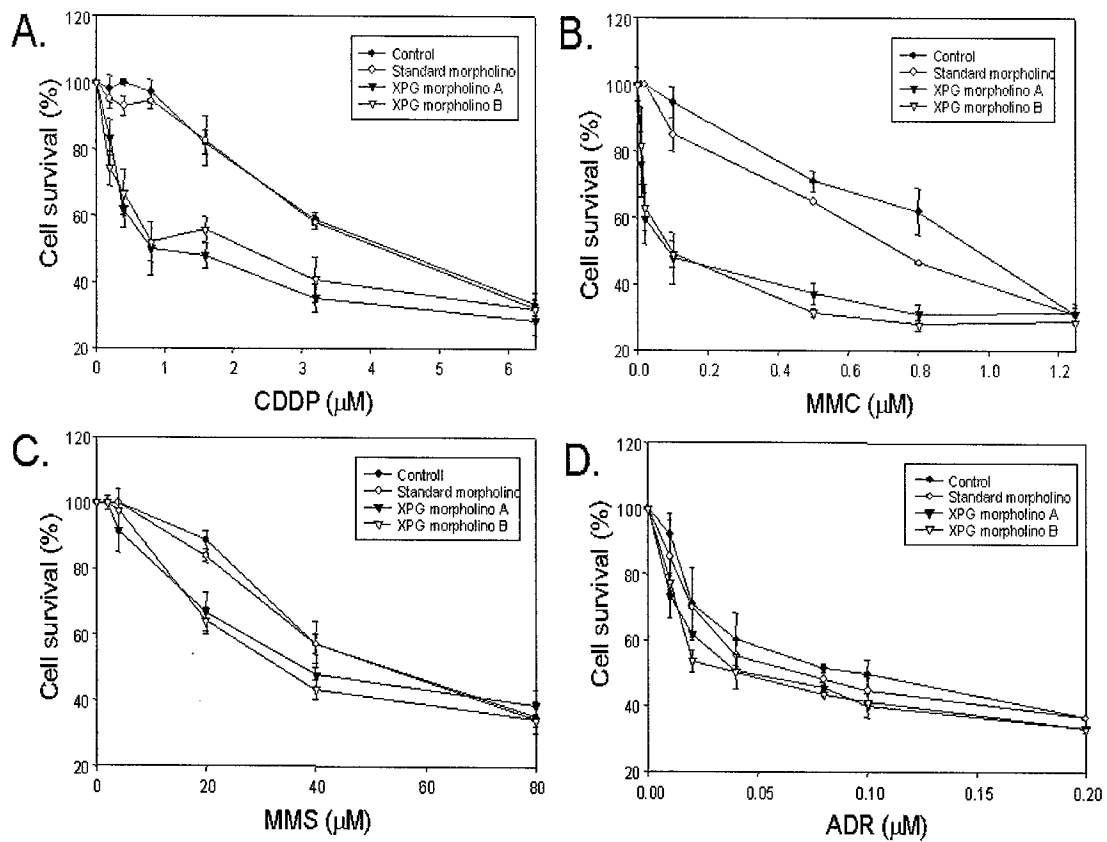 A.
Control
Standard morpholino
XPG morpholino A
XPG morpholino B
Cell survival (%)
120
100
80
60
40
20
0 1 2 3 4 5 6
CDDP (μM)
B.
Control
Standard morpholino
XPG morpholino A
XPG morpholino B
Cell survival (%)
120
100
80
60
40
20
0.0 0.2 0.4 0.6 0.8 1.0 1.2
MMC (μM)
C.
Controll
Standard morpholino
XPG morpholino A
XPG morpholino B
Cell survival (%)
120
100
80
60
40
20
0 20 40 60 80
MMS (μM)
D.
Control
Standard morpholino
XPG morpholino A
XPG morpholino B
Cell survival (%)
120
100
80
60
40
20
0.00 0.05 0.10 0.15 0.20
ADR (μM)